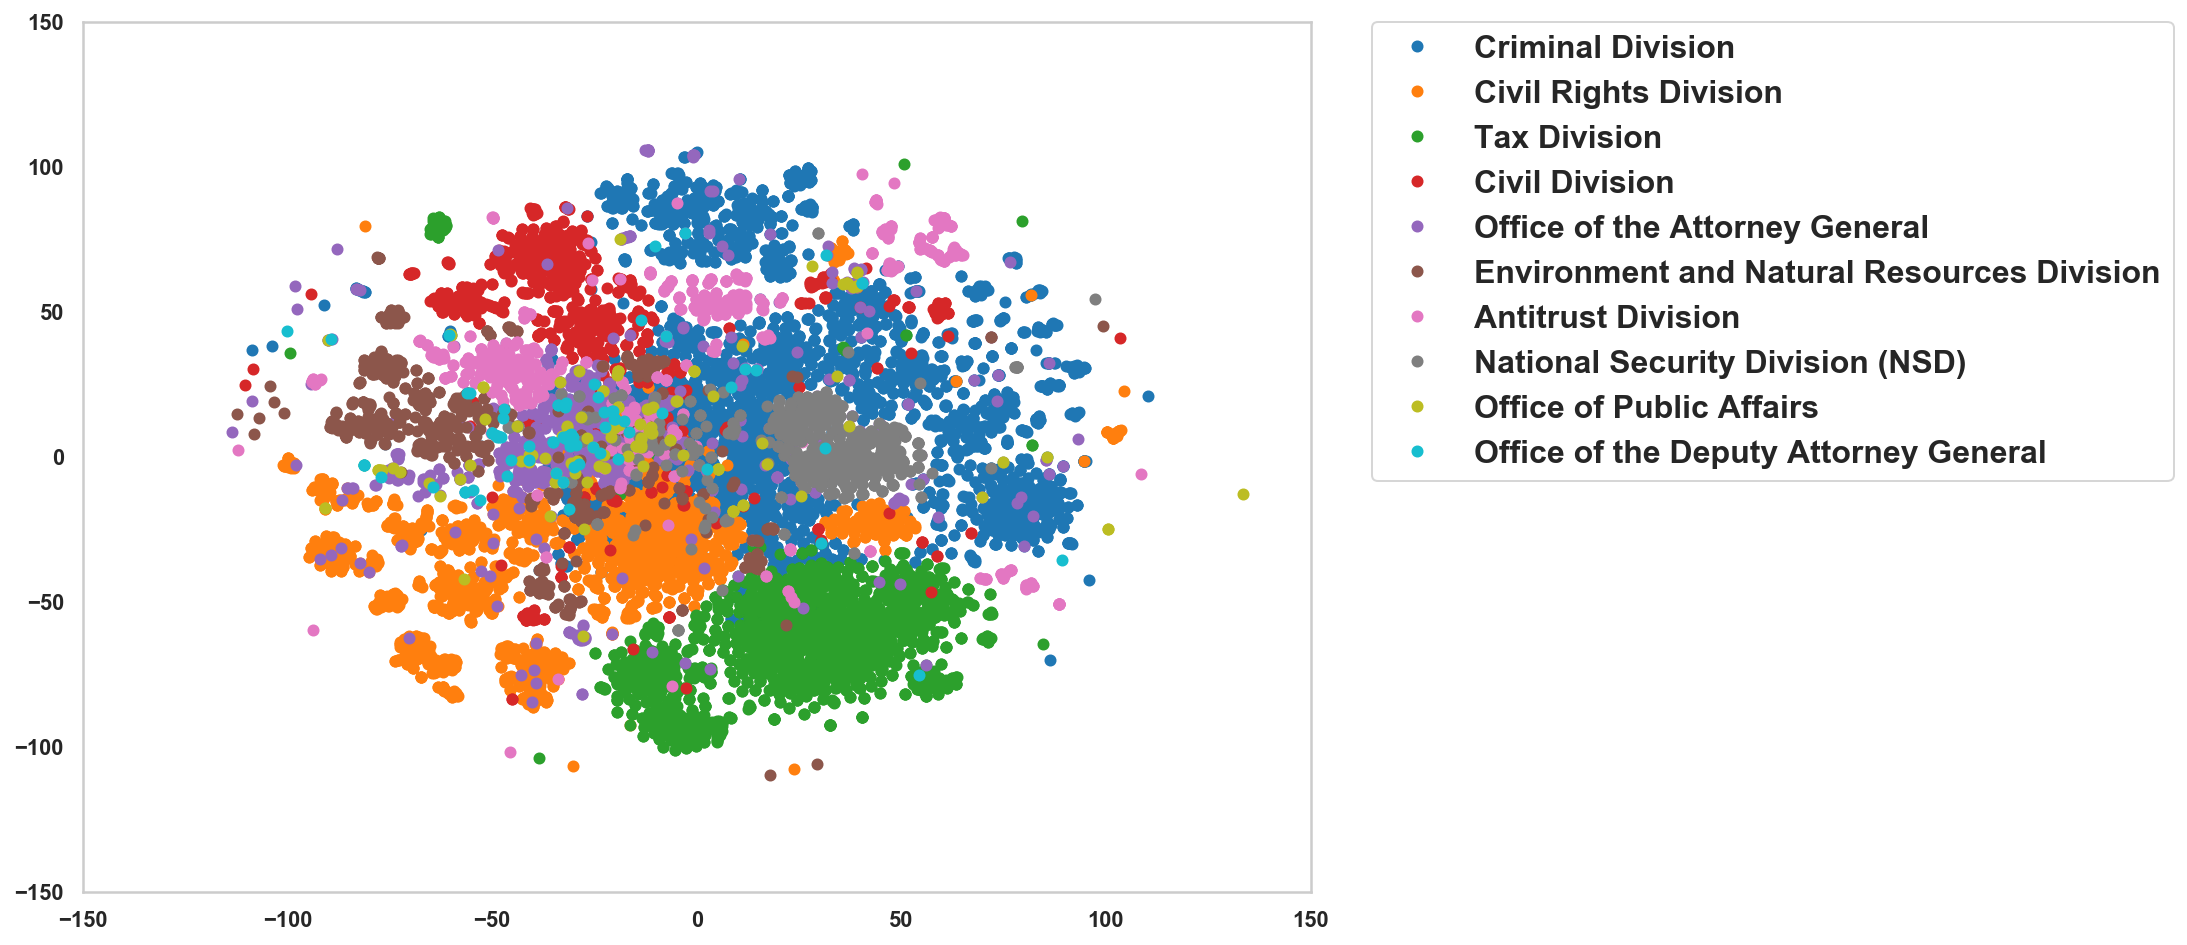 150
100
50
0
−50
−100
−150
−150
−100
−50
0
50
100
150
Criminal Division
Civil Rights Division
Tax Division
Civil Division
Office of the Attorney General
Environment and Natural Resources Division
Antitrust Division
National Security Division (NSD)
Office of Public Affairs
Office of the Deputy Attorney General